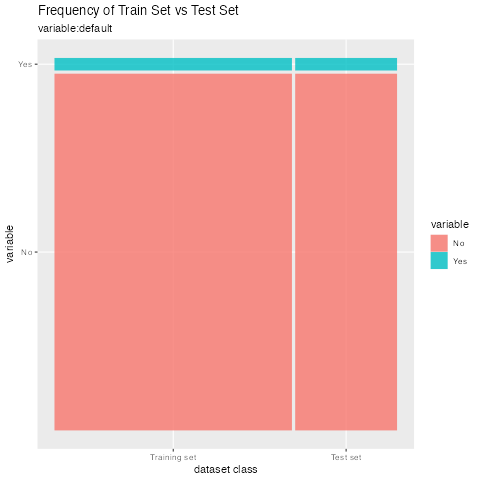 Frequency of Train Set vs Test Set
variable:default
Yes
No
variable
Training set
Test set
dataset class
variable
No
Yes